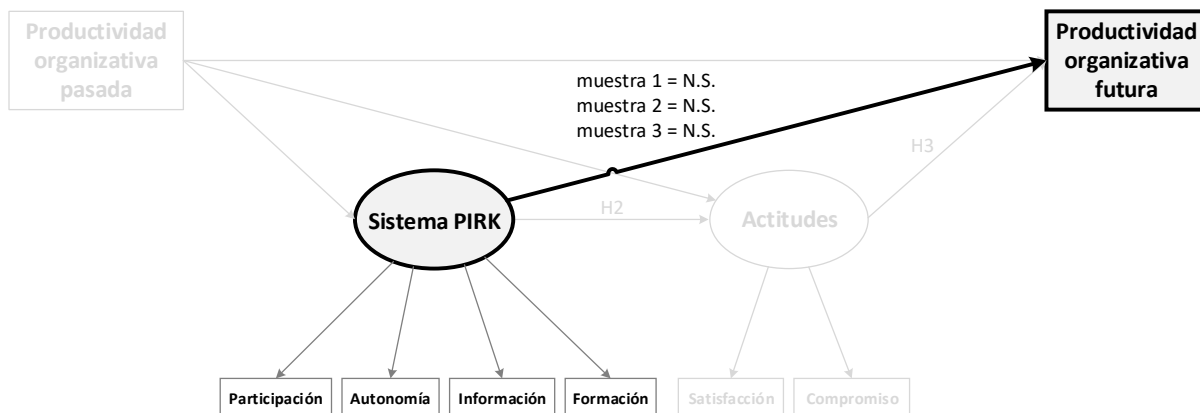 Productividad
organizativa
pasada
Productividad
organizativa
futura
muestra 1 = N.S.
muestra 2 = N.S.
muestra 3 = N.S.
H3
Sistema PIRK
H2
Actitudes
Participación
Autonomía
Información
Formación
Satisfacción
Compromiso